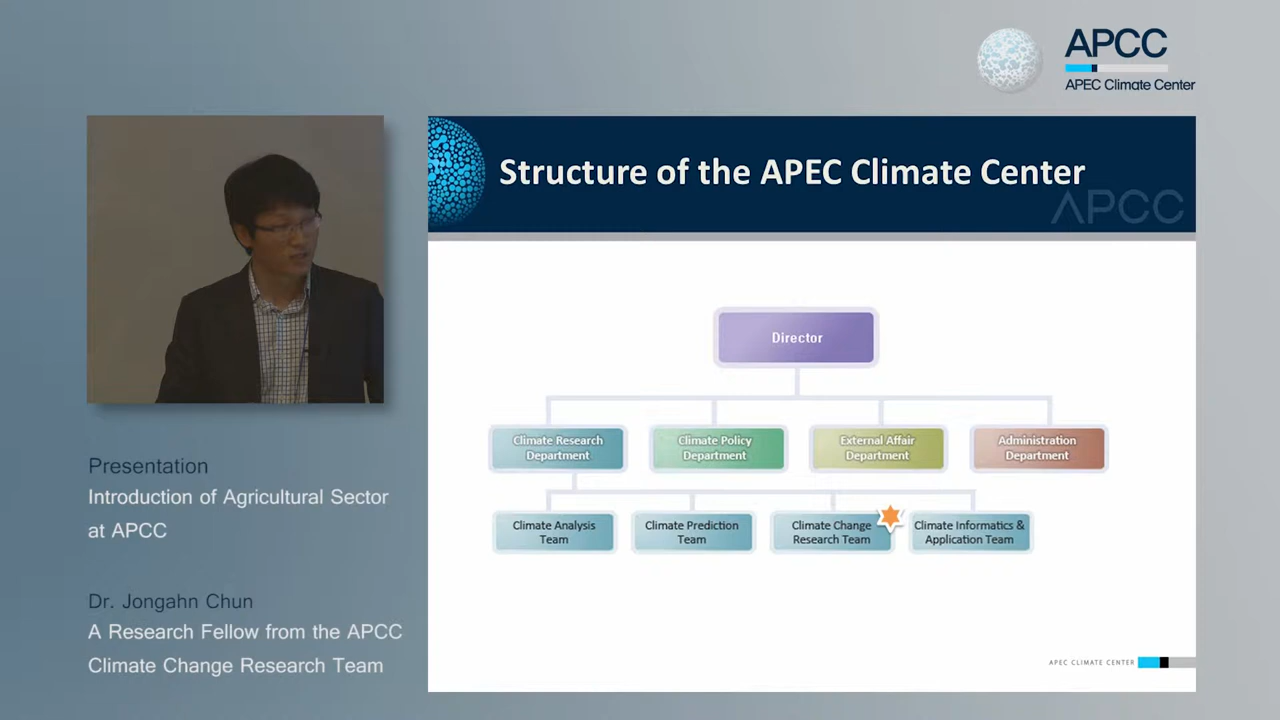 APCC
APEC Climate Center
Structure of the APEC Climate Center
APCC
Director
Climate Research
Department
Climate Policy
Department
External Affair
Department
Administration
Department
Climate Analysis
Team
Climate Prediction
Team
Climate Change
Research Team
Climate Informatics &
Application Team
APEC CLIMATE CENTER
Presentation
Introduction of Agricultural Sector
at APCC
Dr. Jongahn Chun
A Research Fellow from the APCC
Climate Change Research Team